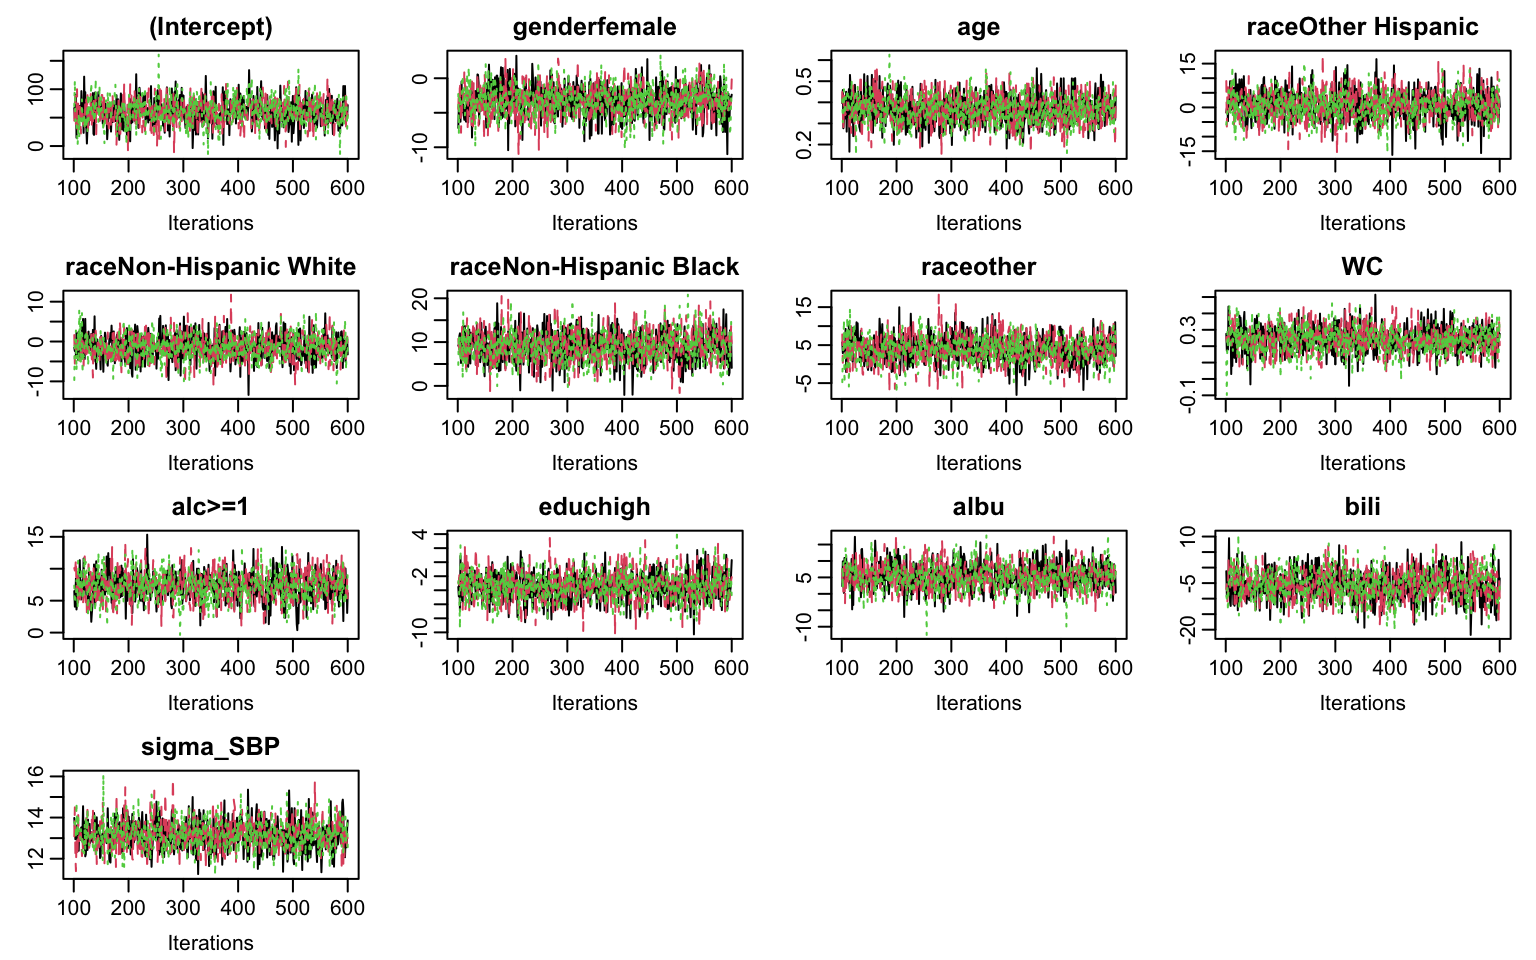 (Intercept) genderfemale age raceOther Hispanic
0 100 -10 0 0.2 0.5 -15 0 15
100 200 300 400 500 600 100 200 300 400 500 600 100 200 300 400 500 600 100 200 300 400 500 600
Iterations Iterations Iterations Iterations
raceNon-Hispanic White raceNon-Hispanic Black raceother WC
-10 0 10 0 10 20 -5 5 15 -0.1 0.3
100 200 300 400 500 600 100 200 300 400 500 600 100 200 300 400 500 600 100 200 300 400 500 600
Iterations Iterations Iterations Iterations
alc>=1 educhigh albu bili
0 5 15 -10 -2 4 -10 5 -20 -5 10
100 200 300 400 500 600 100 200 300 400 500 600 100 200 300 400 500 600 100 200 300 400 500 600
Iterations Iterations Iterations Iterations
sigma_SBP
12 14 16
100 200 300 400 500 600
Iterations